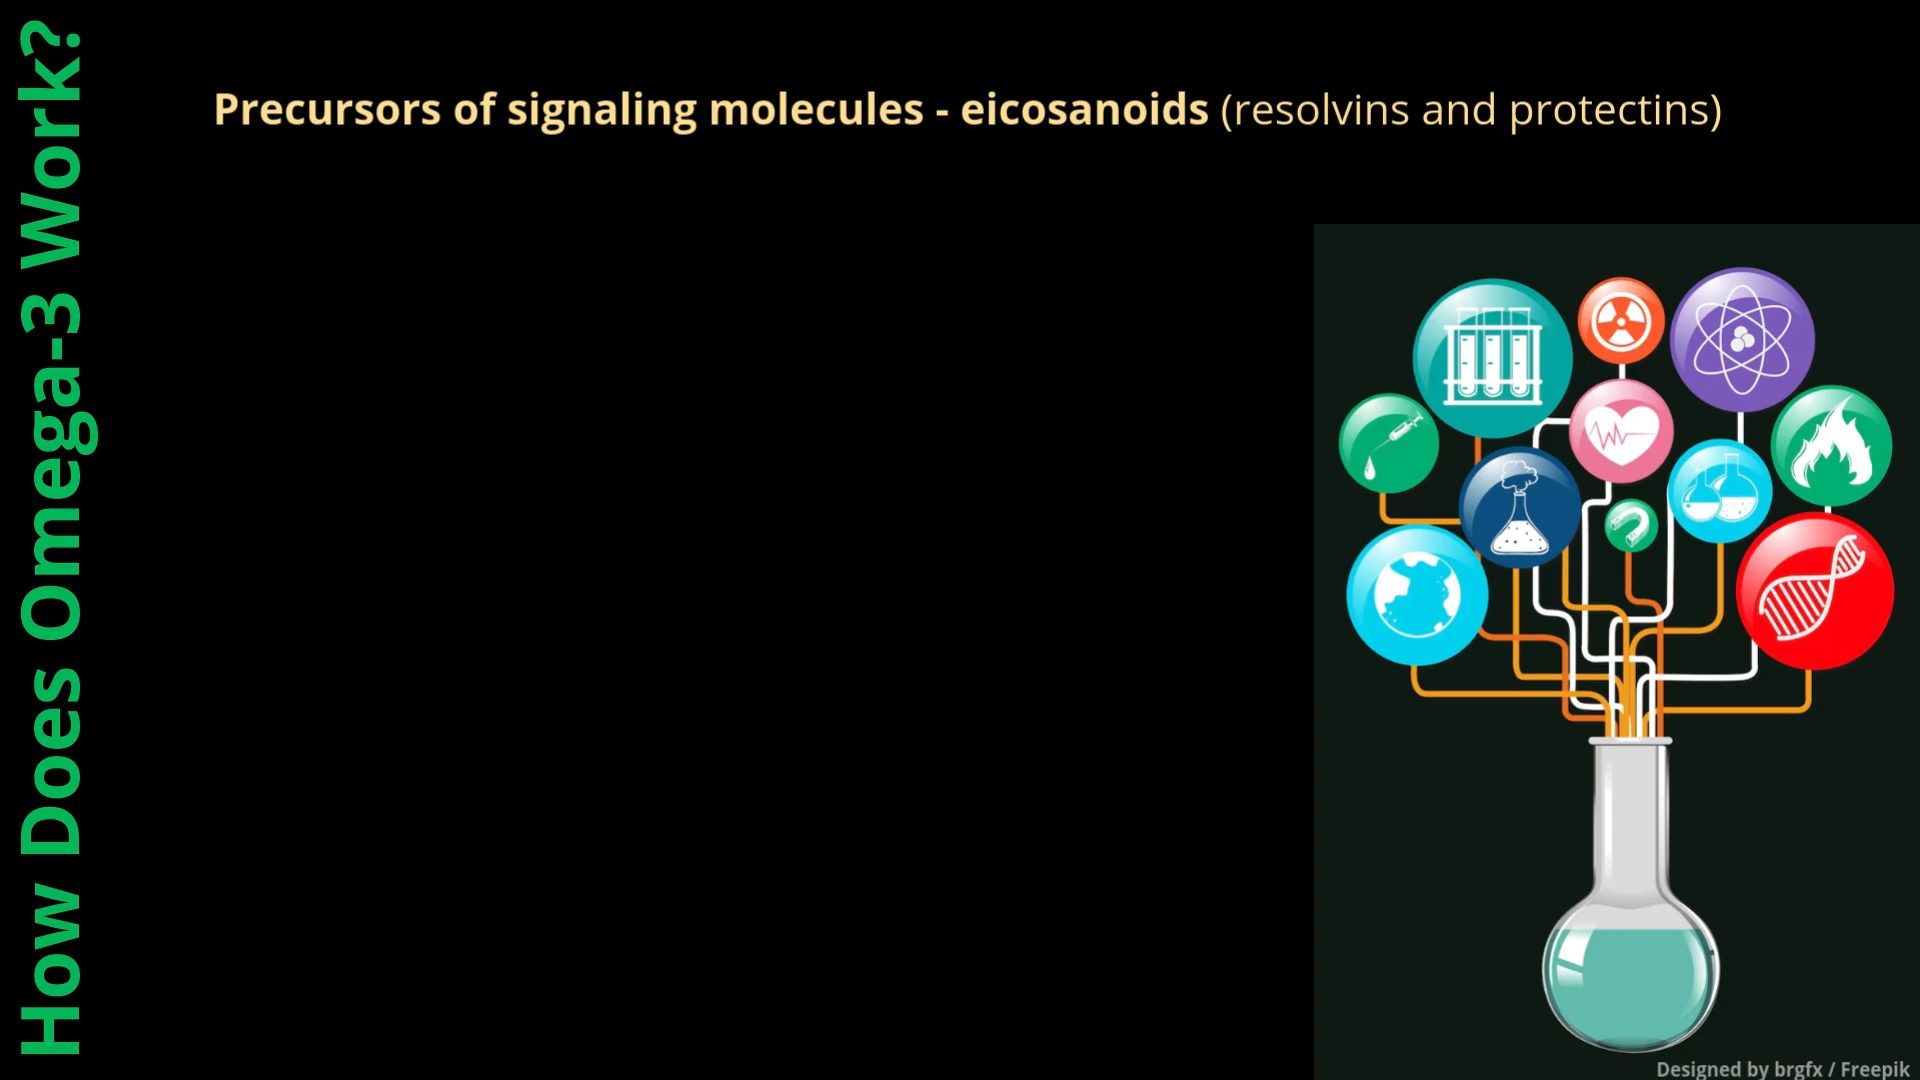 How Does Omega-3 Work?
Precursors of signaling molecules - eicosanoids (resolvins and protectins)
Designed by brgfx / Freepik